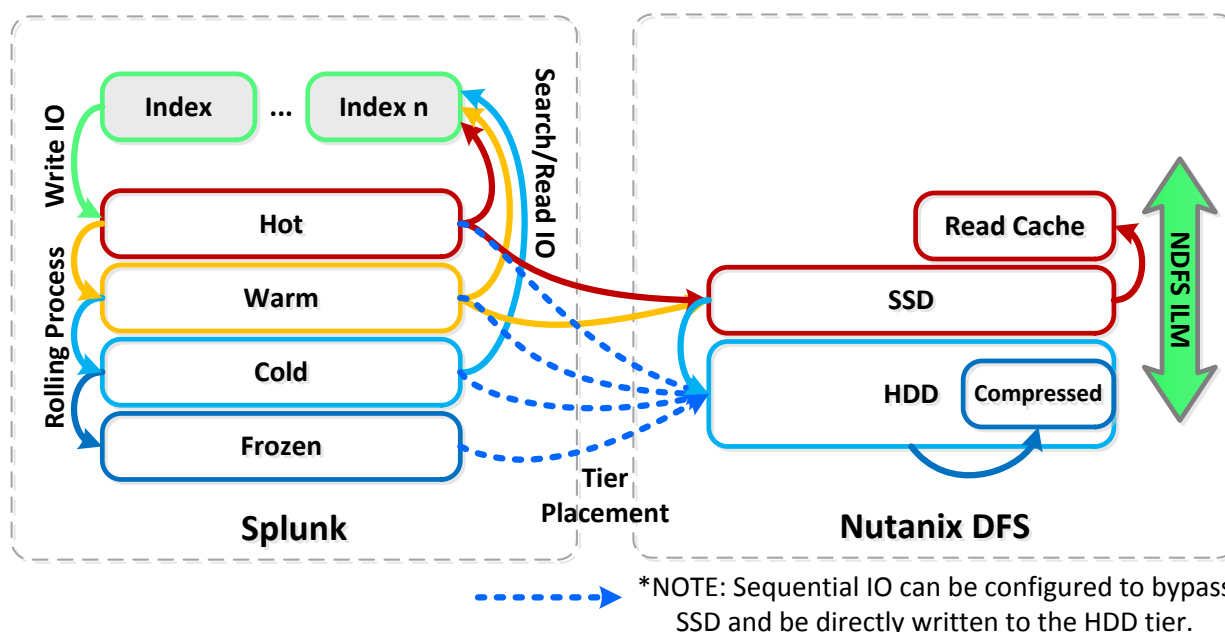 Index
...
Index n
Write IO
Search/Read IO
Hot
Warm
Cold
Frozen
Rolling Process
Splunk
Tier
Placement
Read Cache
SSD
HDD
Compressed
NDFS ILM
Nutanix DFS
*NOTE: Sequential IO can be configured to bypass
SSD and be directly written to the HDD tier.